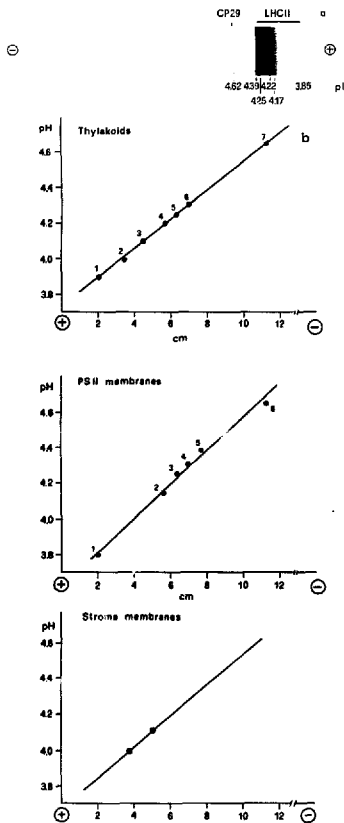 CP29 LHCII a
⊖ ⊕
4.62 4.39 4.22 3.85 pI
4.25 4.17
b
pH Thylakoids
4.6
4.4
4.2
4.0
3.8
1 2 3 4 5 6 7
⊕ 2 4 6 8 10 12 ⊖
cm
PSII membranes
pH
4.6
4.2
4.0
3.8
1 2 3 4 5 6
⊕ 2 4 6 8 10 12 ⊖
cm
Stroma membranes
pH
4.6
4.4
4.2
4.0
3.8
⊕ 2 4 6 8 10 12 ⊖